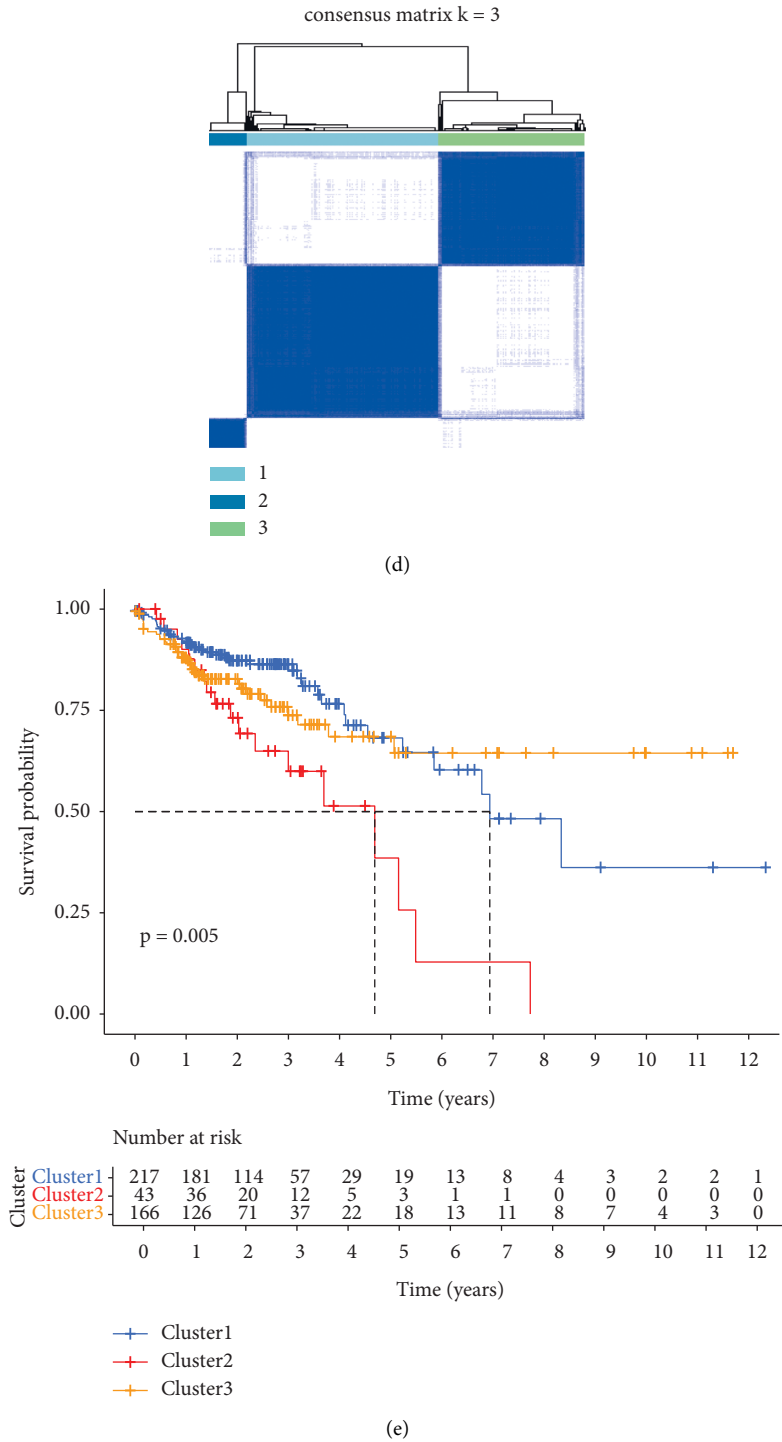 consensus matrix k = 3
1
2
3
(d)
1.00
0.75
0.50
0.25
0.00
Survival probability
p = 0.005
0 1 2 3 4 5 6 7 8 9 10 11 12
Time (years)
Number at risk
Cluster
Cluster1 217 181 114 57 29 19 13 8 4 3 2 2 1
Cluster2 43 36 20 12 5 3 1 1 0 0 0 0 0
Cluster3 166 126 71 37 22 18 13 11 8 7 4 3 0
0 1 2 3 4 5 6 7 8 9 10 11 12
Time (years)
Cluster1
Cluster2
Cluster3
(e)